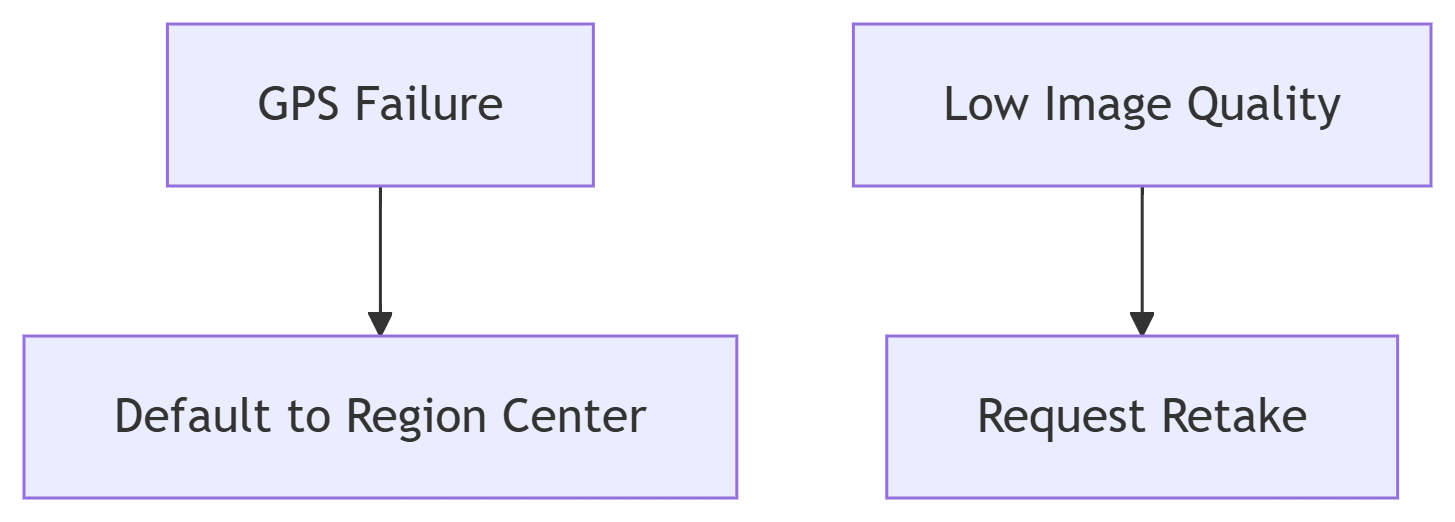 GPS Failure
Low Image Quality
Default to Region Center
Request Retake